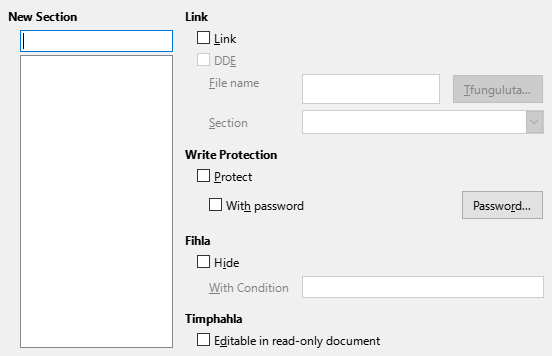 New Section
Link
Link
DDE
File name
Tfungululta...
Section
Write Protection
Protect
With password
Password...
Fihla
Hide
With Condition
Timphahla
Editable in read-only document